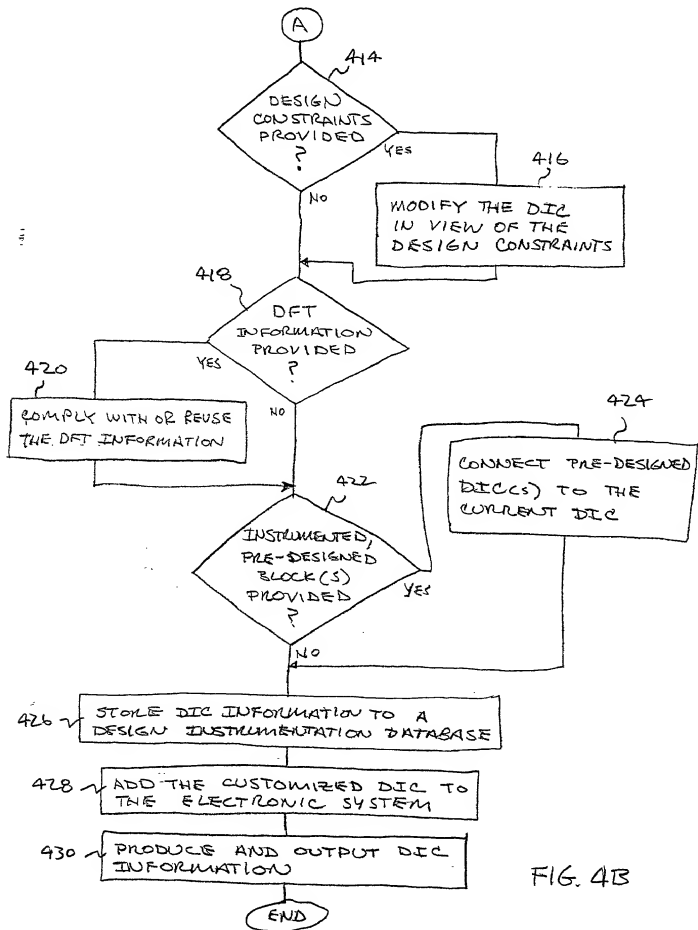 A
414
DESIGN
CONSTRAINTS
PROVIDED
?
YES
NO
416
MODIFY THE DIC
IN VIEW OF THE
DESIGN CONSTRAINTS
418
DFT
INFORMATION
PROVIDED
?
YES
NO
420
COMPLY WITH OR REUSE
THE DFT INFORMATION
422
INSTRUMENTED,
PRE-DESIGNED
BLOCK(S)
PROVIDED
?
YES
NO
424
CONNECT PRE-DESIGNED
DIC(S) TO THE
CURRENT DIC
426
STORE DIC INFORMATION TO A
DESIGN INSTRUMENTATION DATABASE
428
ADD THE CUSTOMIZED DIC TO
THE ELECTRONIC SYSTEM
430
PRODUCE AND OUTPUT DIC
INFORMATION
END
FIG. 4B